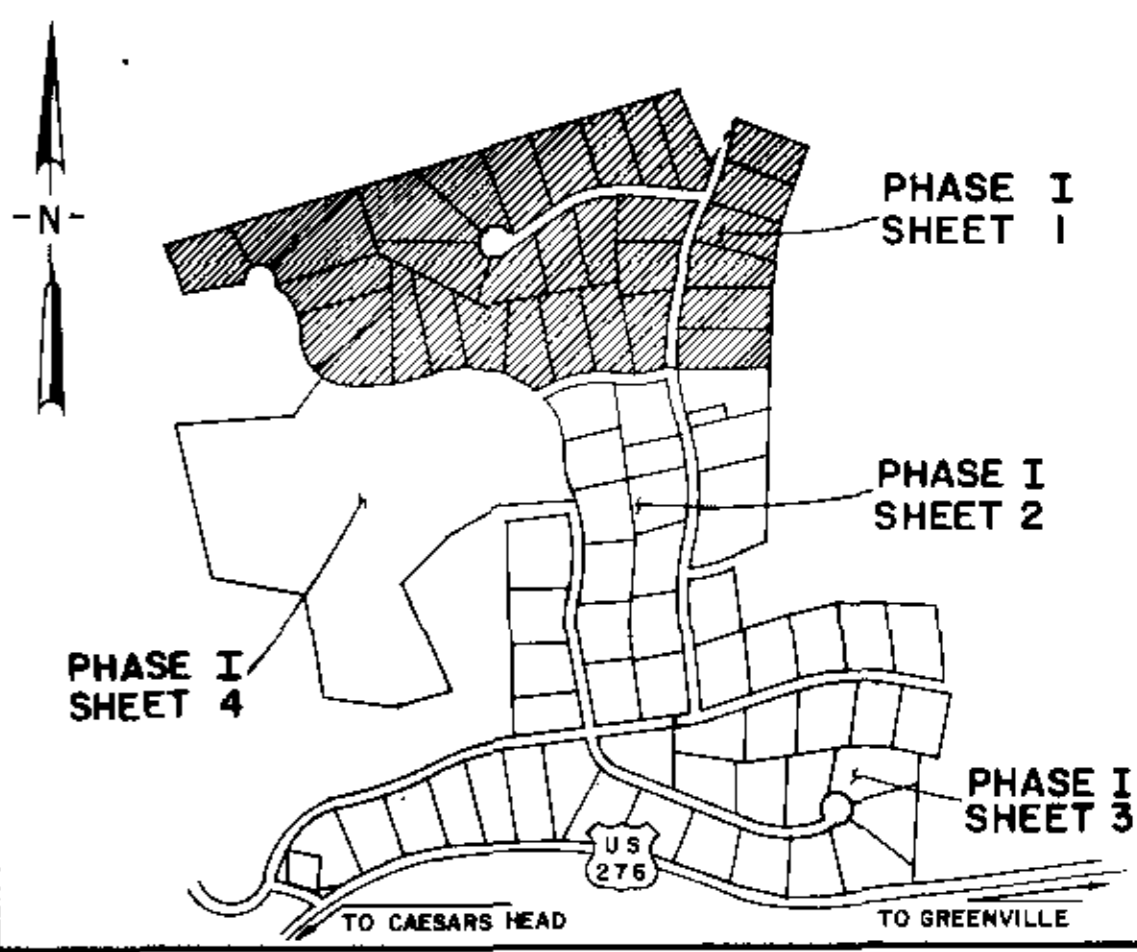 -N-
PHASE I
SHEET 1
PHASE I
SHEET 2
PHASE I
SHEET 4
PHASE I
SHEET 3
US
276
TO CAESARS HEAD
TO GREENVILLE